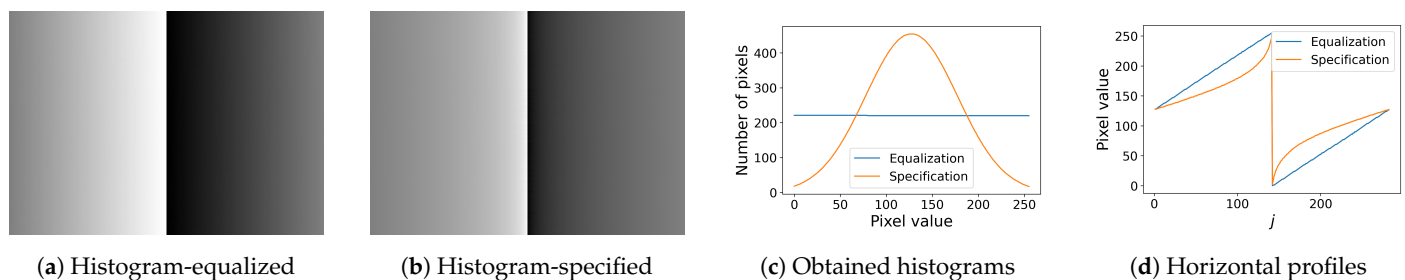 Number of pixels
400
300
200
100
0
Equalization
Specification
0 50 100 150 200 250
Pixel value
Pixel value
250
200
150
100
50
0
Equalization
Specification
0 200
j
(a) Histogram-equalized
(b) Histogram-specified
(c) Obtained histograms
(d) Horizontal profiles